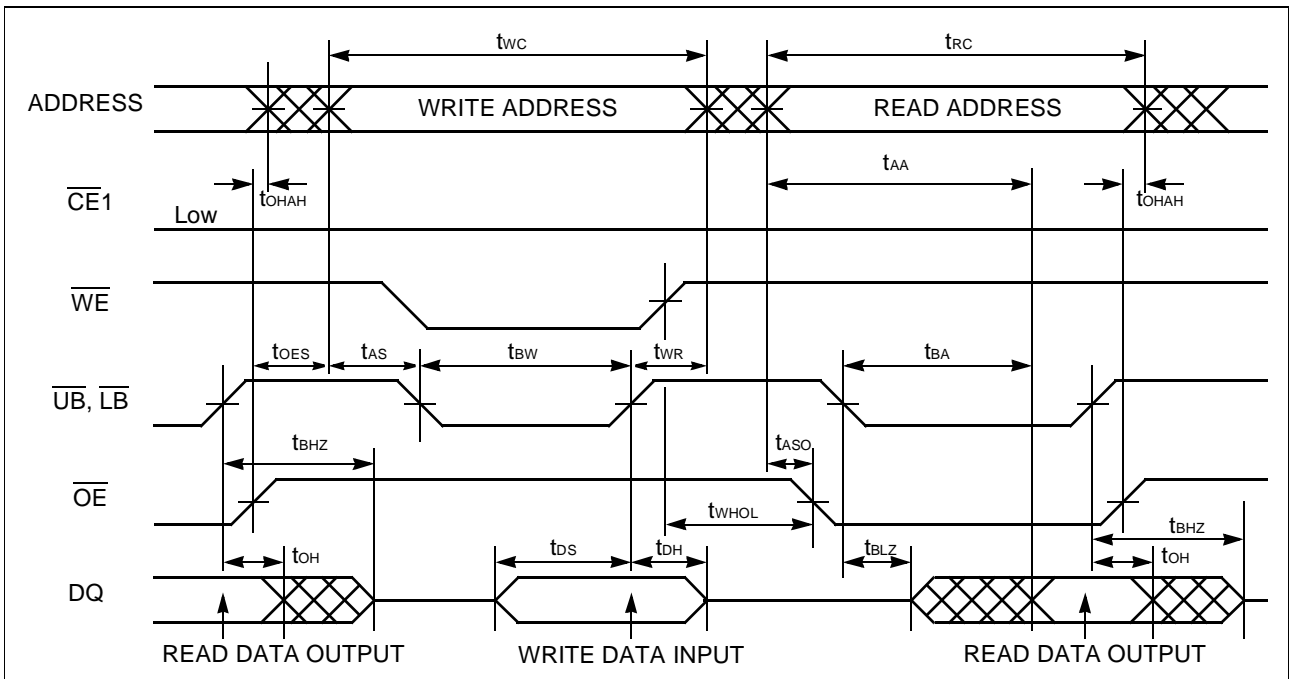 tWC
tRC
ADDRESS
WRITE ADDRESS
READ ADDRESS
tAA
tOHAH
tOHAH
CE1
Low
WE
tOES
tAS
tBW
tWR
tBA
UB, LB
tBHZ
tASO
OE
tWHOL
tBHZ
tOH
tDS
tDH
tBLZ
tOH
DQ
READ DATA OUTPUT
WRITE DATA INPUT
READ DATA OUTPUT